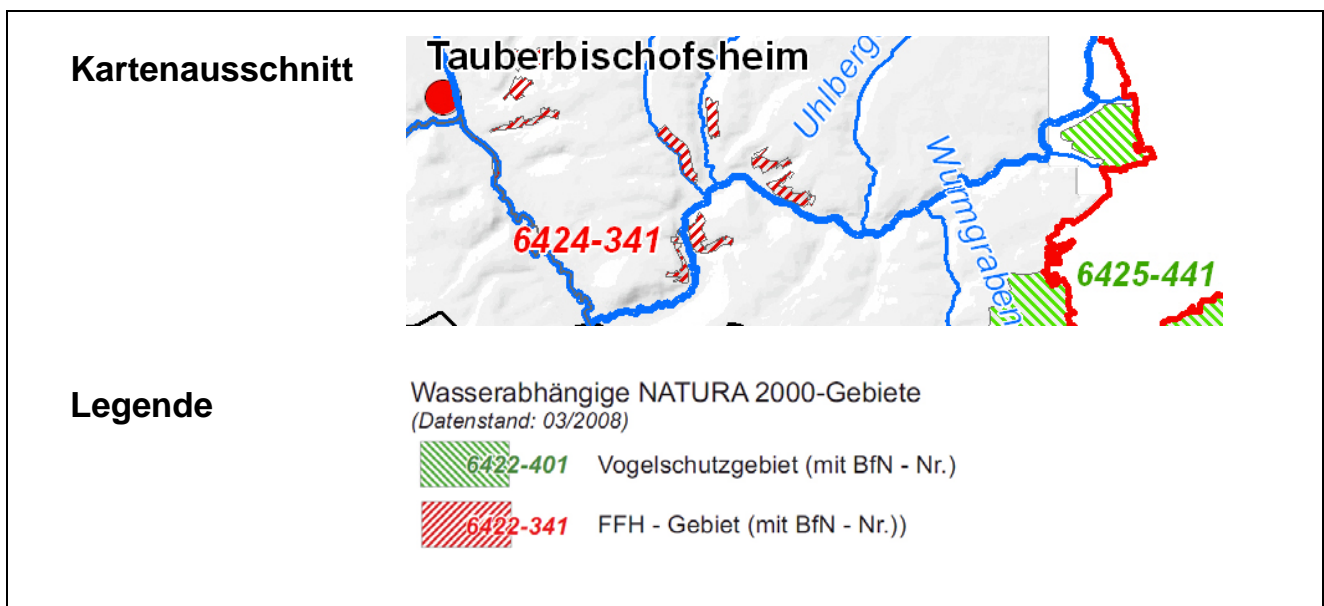 Kartenausschnitt
Tauberbischofsheim
Uhlberg
Wurmgraben
6424-341
6425-441
Legende
Wasserabhängige NATURA 2000-Gebiete
(Datenstand: 03/2008)
6422-401 Vogelschutzgebiet (mit BfN - Nr.)
6422-341 FFH - Gebiet (mit BfN - Nr.))